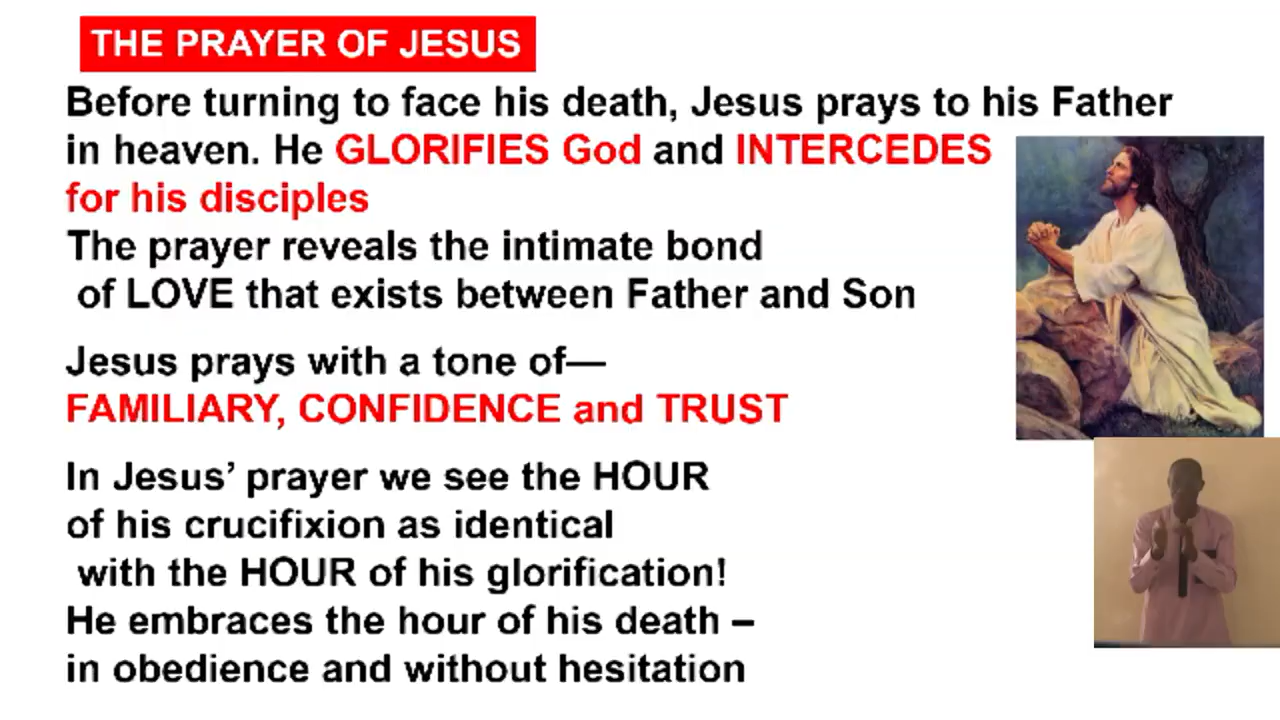 THE PRAYER OF JESUS
Before turning to face his death, Jesus prays to his Father
in heaven. He GLORIFIES God and INTERCEDES
for his disciples
The prayer reveals the intimate bond
of LOVE that exists between Father and Son
Jesus prays with a tone of—
FAMILIARY, CONFIDENCE and TRUST
In Jesus’ prayer we see the HOUR
of his crucifixion as identical
with the HOUR of his glorification!
He embraces the hour of his death –
in obedience and without hesitation